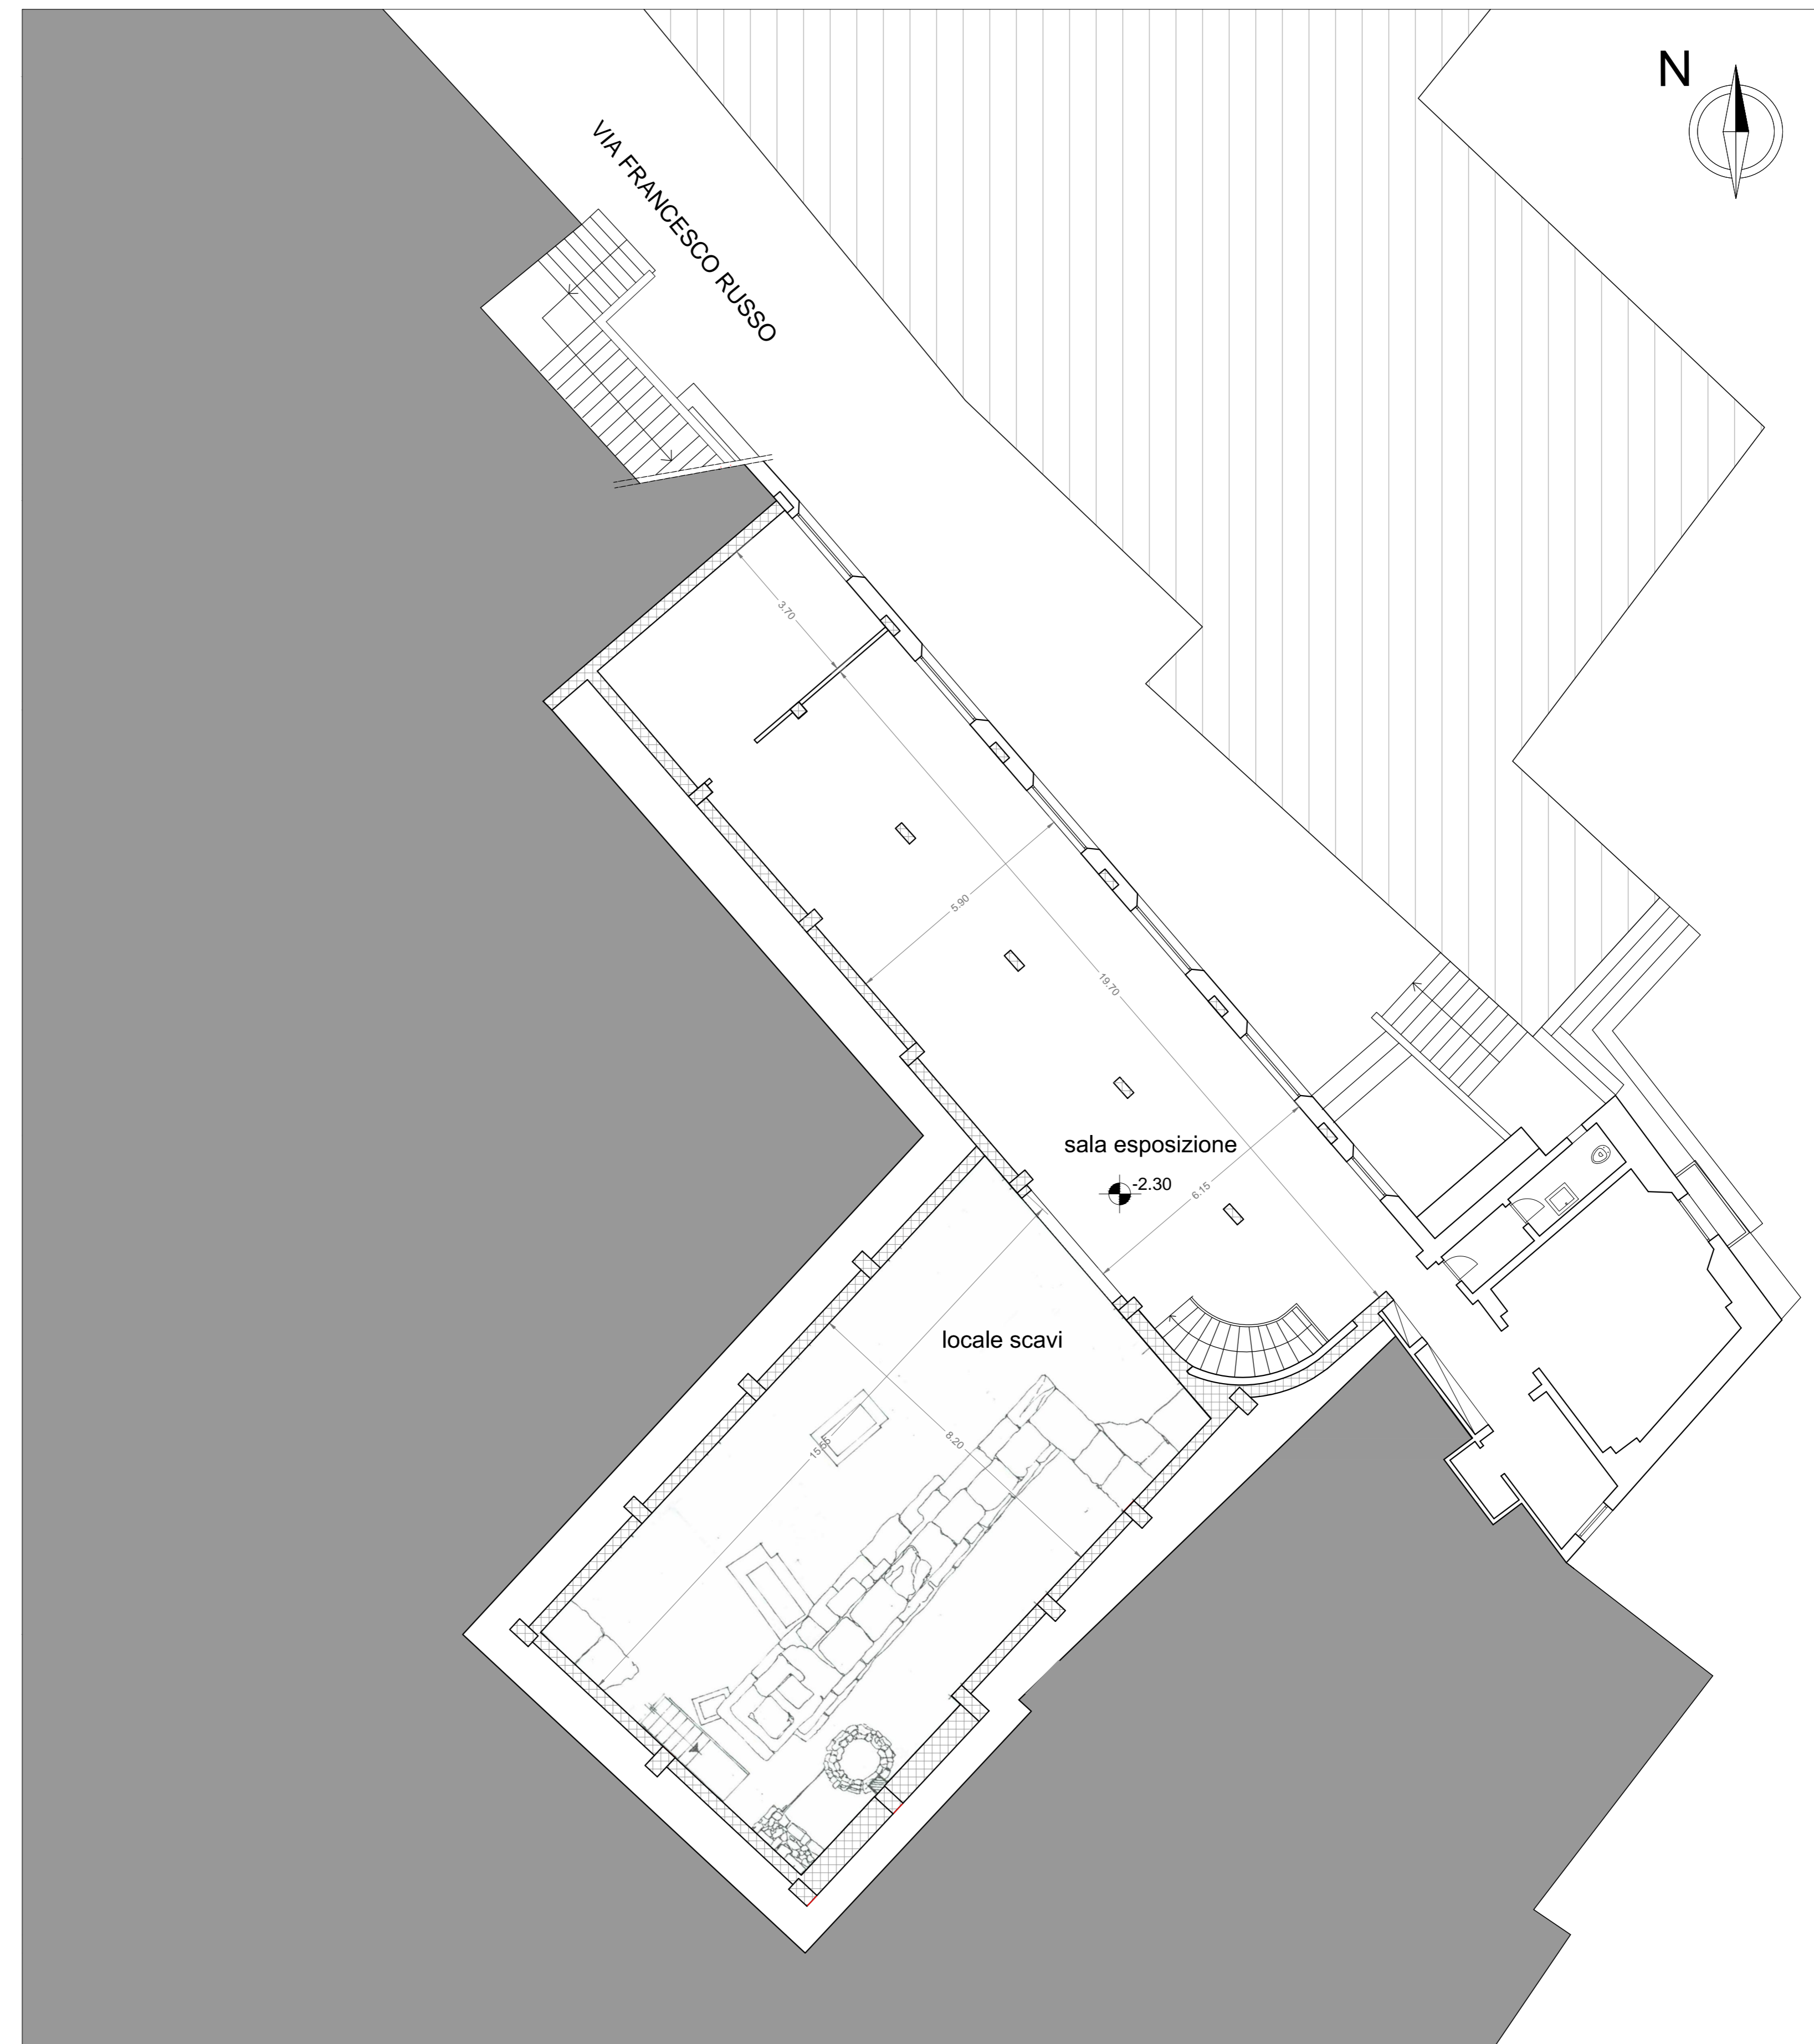 N
VIA FRANCESCO RUSSO
3.70
5.90
19.70
sala esposizione
-2.30
6.15
locale scavi
15.55
8.20